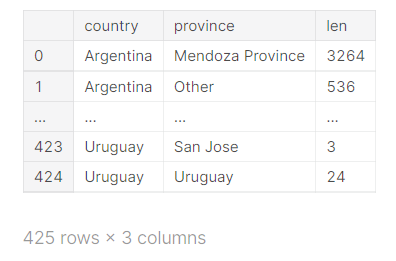 country province len
0 Argentina Mendoza Province 3264
1 Argentina Other 536
... ... ... ...
423 Uruguay San Jose 3
424 Uruguay Uruguay 24
425 rows × 3 columns